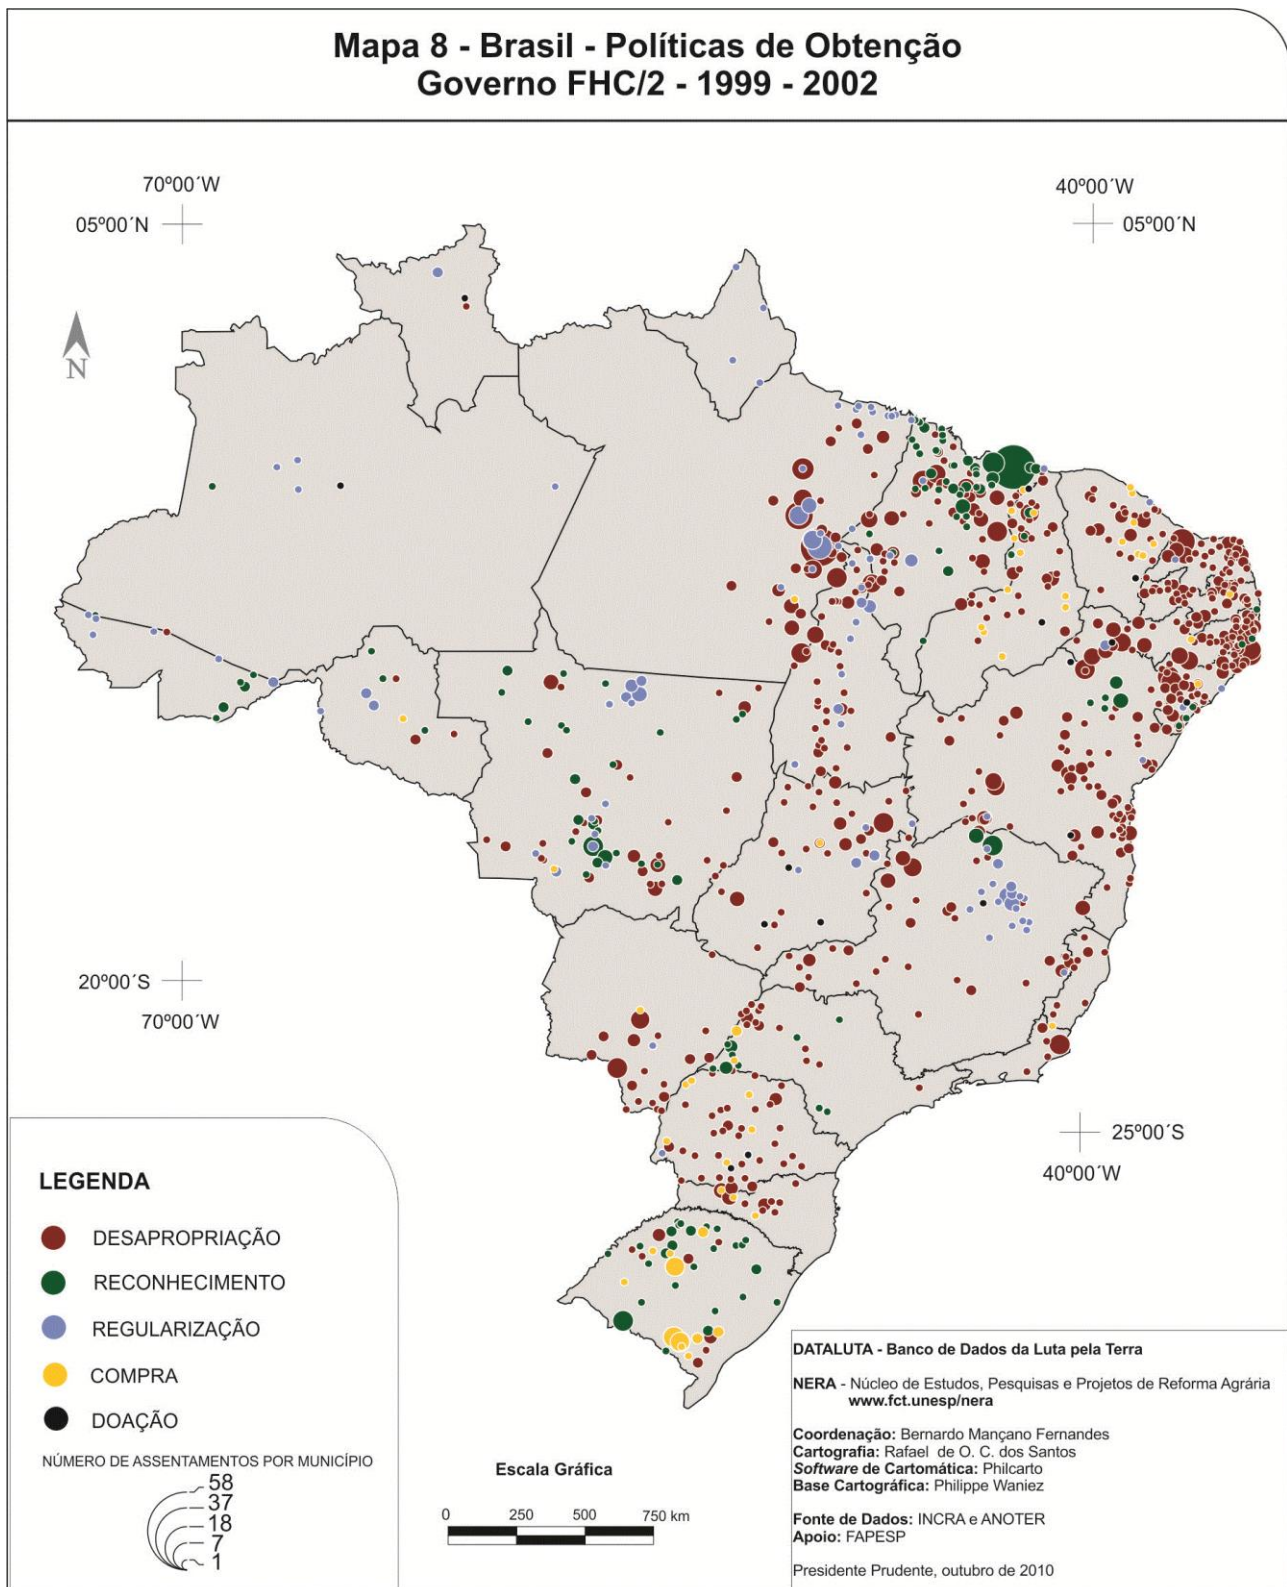 Mapa 8 - Brasil - Políticas de Obtenção
Governo FHC/2 - 1999 - 2002
70º00´W
40º00´W
05º00´N
05º00´N
N
20º00´S
70º00´W
25º00´S
40º00´W
LEGENDA
DESAPROPRIAÇÃO
RECONHECIMENTO
REGULARIZAÇÃO
COMPRA
DOAÇÃO
NÚMERO DE ASSENTAMENTOS POR MUNICÍPIO
58
37
18
7
1
Escala Gráfica
0 250 500 750 km
DATALUTA - Banco de Dados da Luta pela Terra
NERA - Núcleo de Estudos, Pesquisas e Projetos de Reforma Agrária
www.fct.unesp/nera
Coordenação: Bernardo Mançano Fernandes
Cartografia: Rafael de O. C. dos Santos
Software de Cartomática: Philcarto
Base Cartográfica: Philippe Waniez
Fonte de Dados: INCRA e ANOTER
Apoio: FAPESP
Presidente Prudente, outubro de 2010